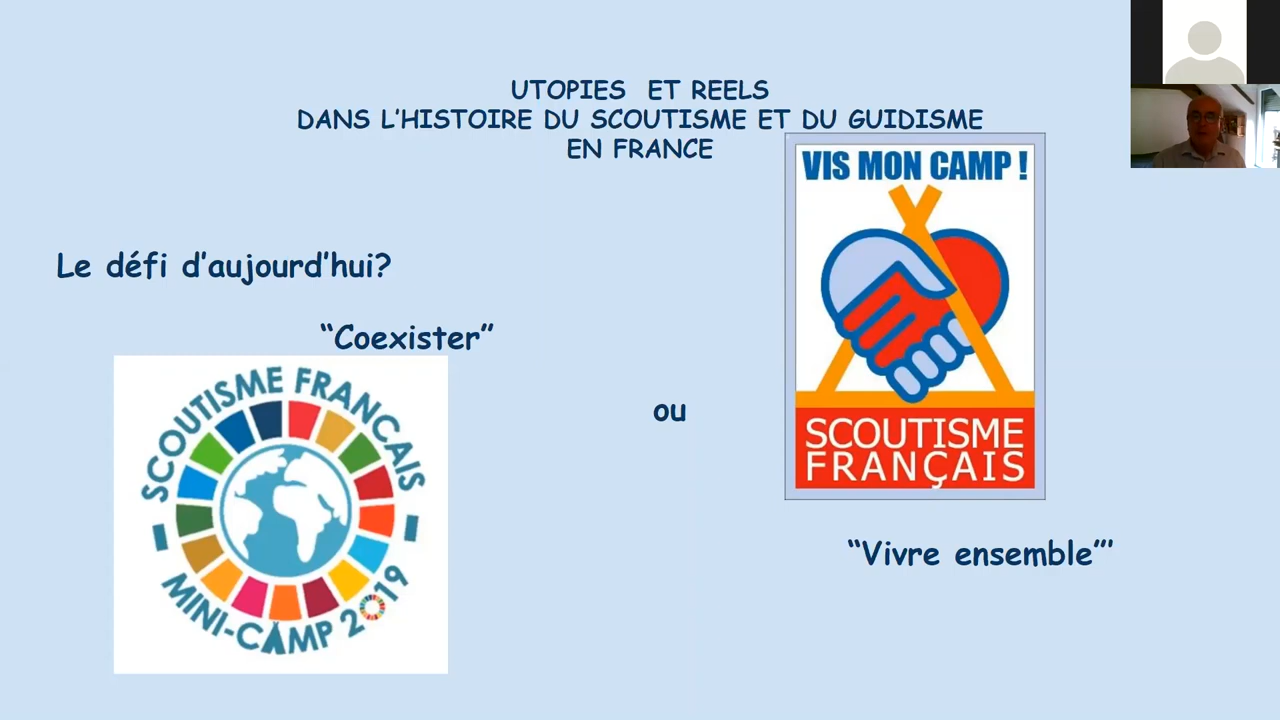 UTOPIES ET REELS
DANS L'HISTOIRE DU SCOUTISME ET DU GUIDISME
EN FRANCE
VIS MON CAMP !
Le défi d'aujourd'hui?
“Coexister”
SCOUTISME FRANÇAIS
MINI-CAMP 2019
ou
SCOUTISME
FRANÇAIS
“Vivre ensemble”’